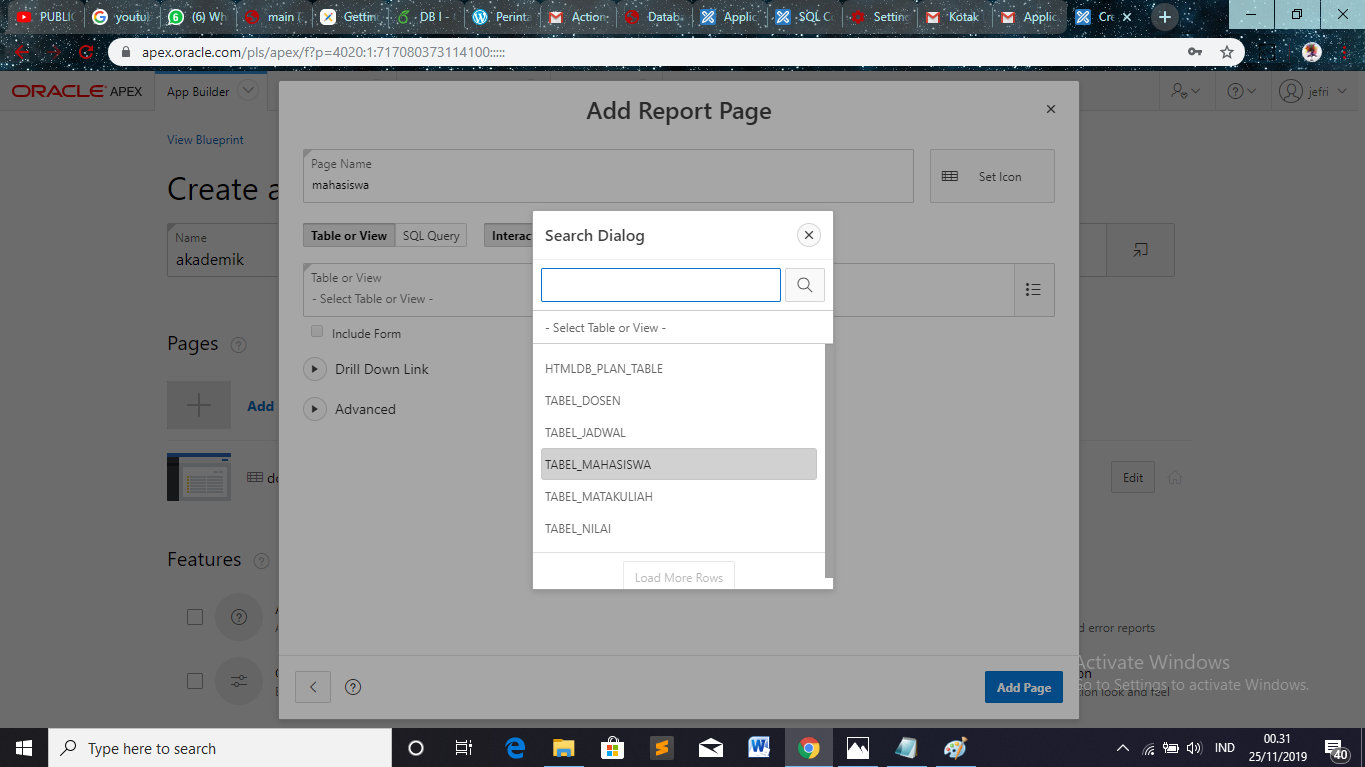 PUBLIC
youtu
(6) Wh
main (
Gettin
DB I -
Perinta
Action
Datab
Applic
SQL C
Setting
Kotak
Applic
Cre
apex.oracle.com/pls/apex/f?p=4020:1:717080373114100:::::
ORACLE APEX
App Builder
jefri
View Blueprint
Create a
Name
akademik
Pages
Add
do
Edit
Features
d error reports
on
ion look and feel
Add Report Page
Page Name
mahasiswa
Set Icon
Table or View
SQL Query
Interac
Table or View
- Select Table or View -
Include Form
Drill Down Link
Advanced
Search Dialog
- Select Table or View -
HTMLDB_PLAN_TABLE
TABEL_DOSEN
TABEL_JADWAL
TABEL_MAHASISWA
TABEL_MATAKULIAH
TABEL_NILAI
Load More Rows
Add Page
Activate Windows
Go to Settings to activate Windows.
Type here to search
IND
00.31
25/11/2019
40